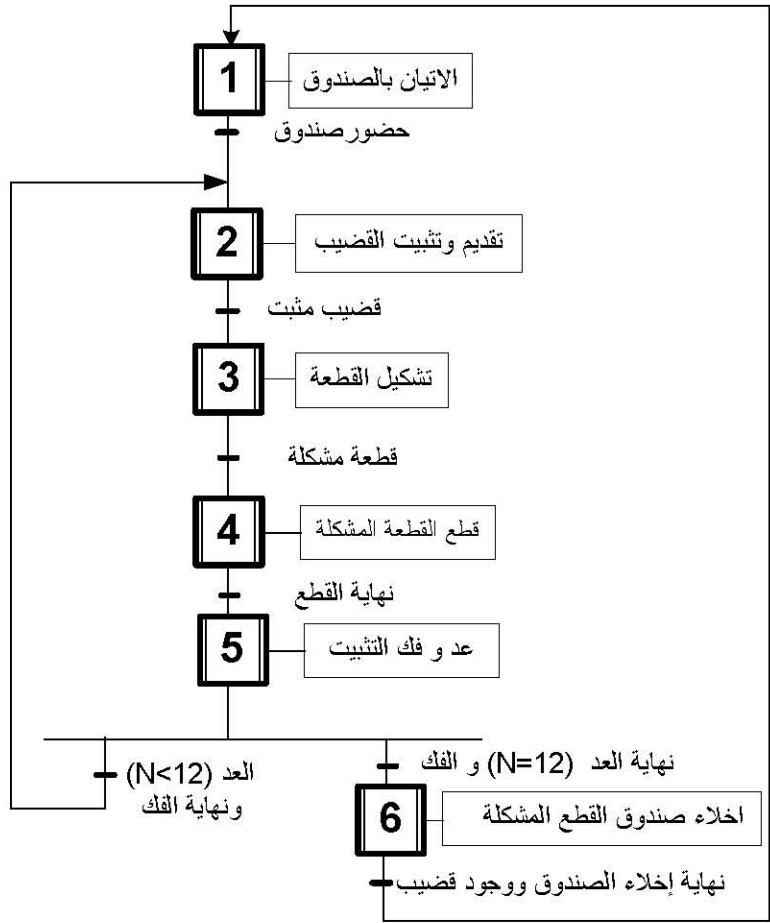 1
الاتيان بالصندوق
حضور صندوق
2
تقديم وتثبيت القضيب
قضيب مثبت
3
تشكيل القطعة
قطعة مشكلة
4
قطع القطعة المشكلة
نهاية القطع
5
عد و فك التثبيت
العد (N<12)
ونهاية الفك
نهاية العد (N=12) و الفك
6
اخلاء صندوق القطع المشكلة
نهاية إخلاء الصندوق ووجود قضيب